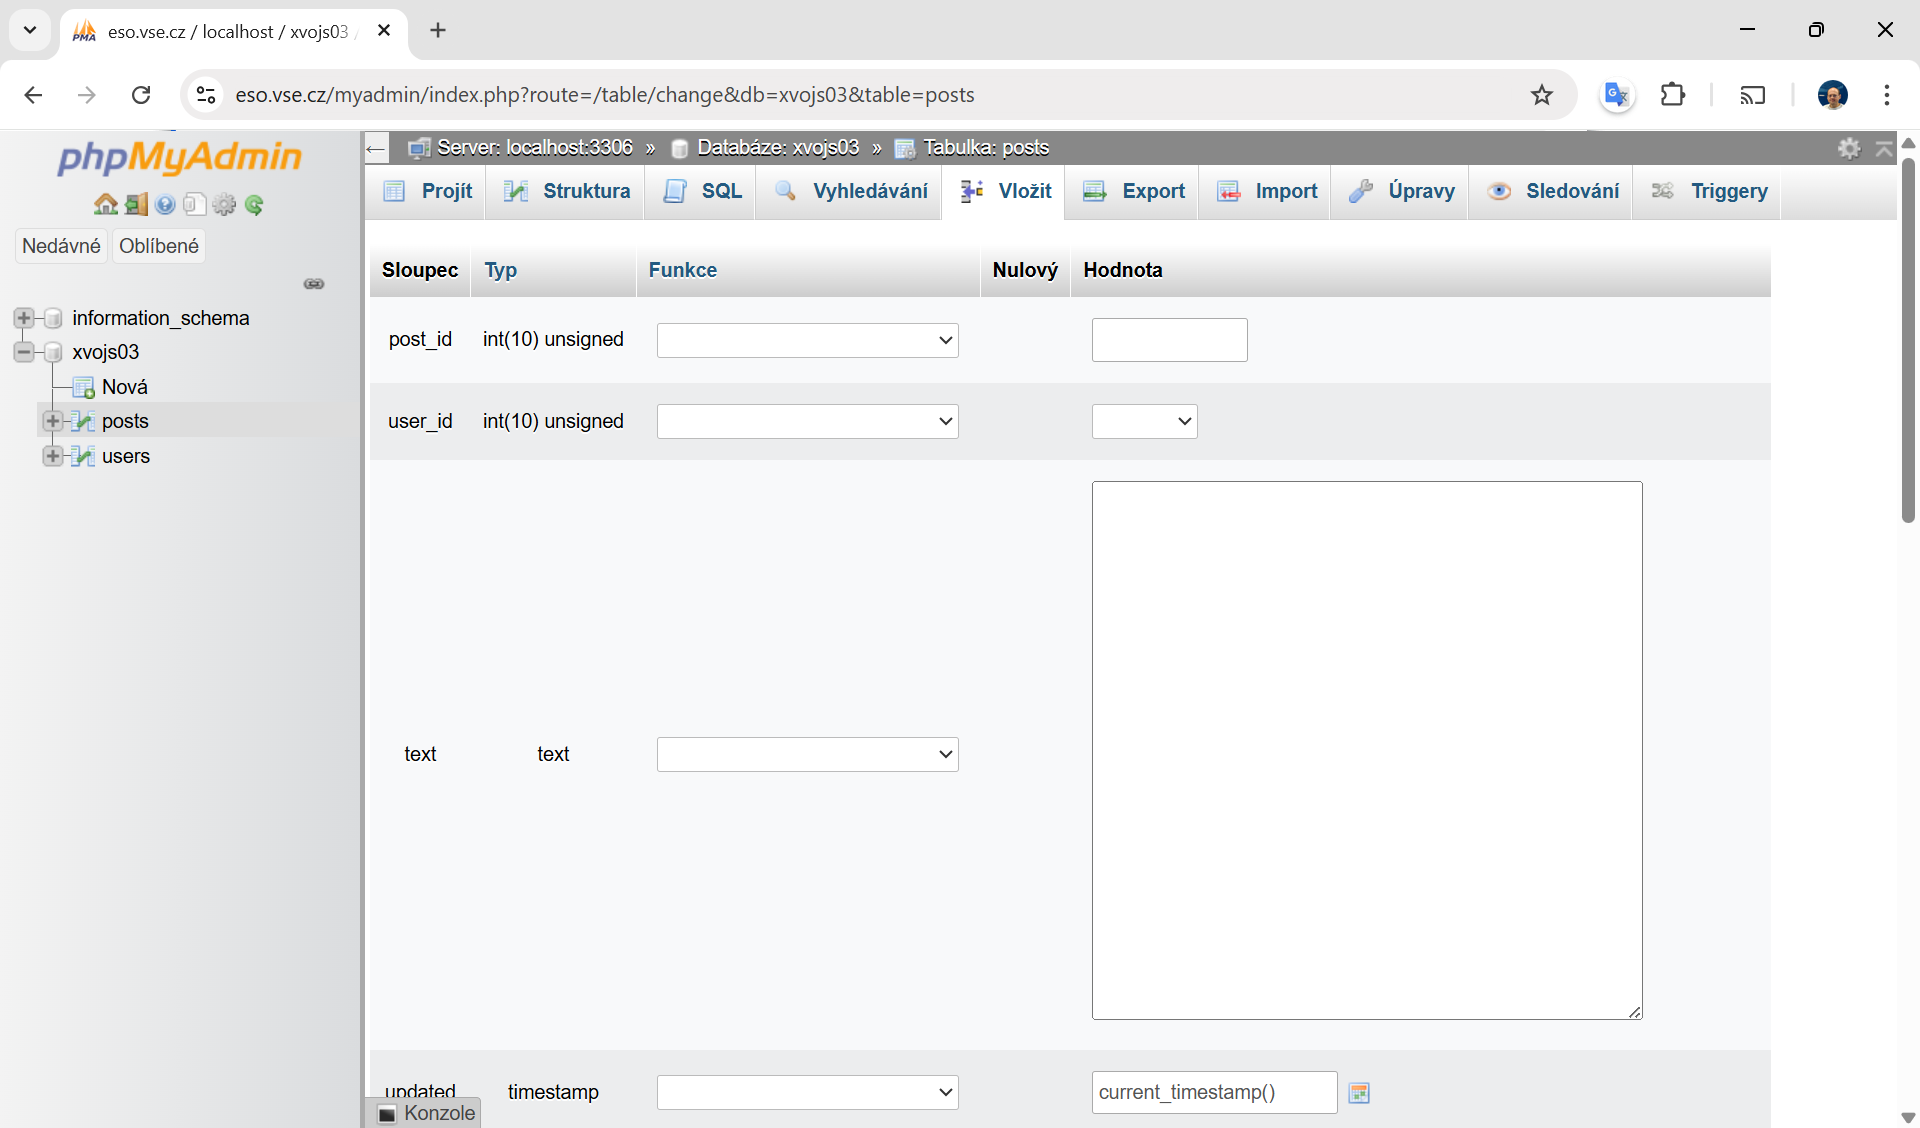 eso.vse.cz / localhost / xvojs03 /
eso.vse.cz/myadmin/index.php?route=/table/change&db=xvojs03&table=posts
phpMyAdmin
Nedávné Oblíbené
information_schema
xvojs03
Nová
posts
users
← Server: localhost:3306 » Databáze: xvojs03 » Tabulka: posts
Projít Struktura SQL Vyhledávání Vložit Export Import Úpravy Sledování Triggery
Sloupec Typ Funkce Nulový Hodnota
post_id int(10) unsigned
user_id int(10) unsigned
text text
updated timestamp current_timestamp()
Konzole